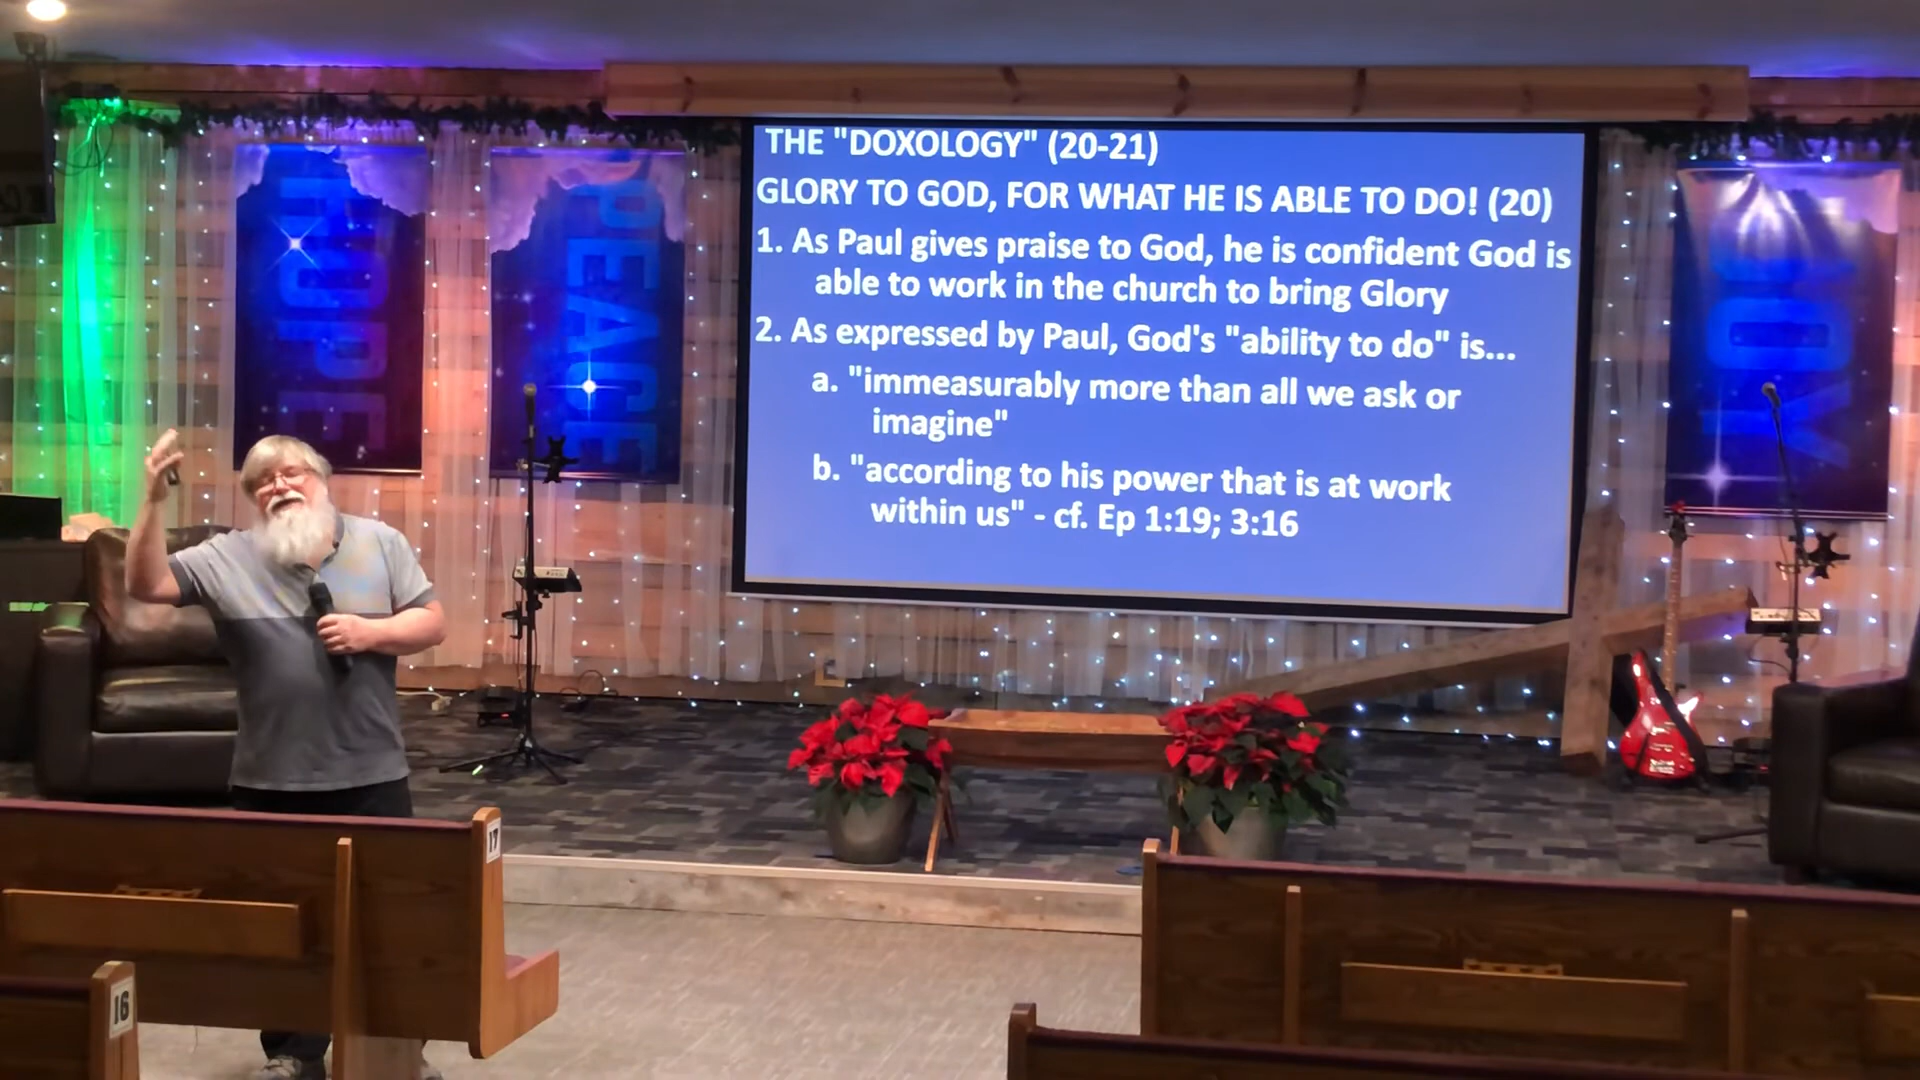 THE "DOXOLOGY" (20-21)
GLORY TO GOD, FOR WHAT HE IS ABLE TO DO! (20)
1. As Paul gives praise to God, he is confident God is
able to work in the church to bring Glory
2. As expressed by Paul, God's "ability to do" is...
a. "immeasurably more than all we ask or
imagine"
b. "according to his power that is at work
within us" - cf. Ep 1:19; 3:16
HOPE
PEACE
JOY
17
16